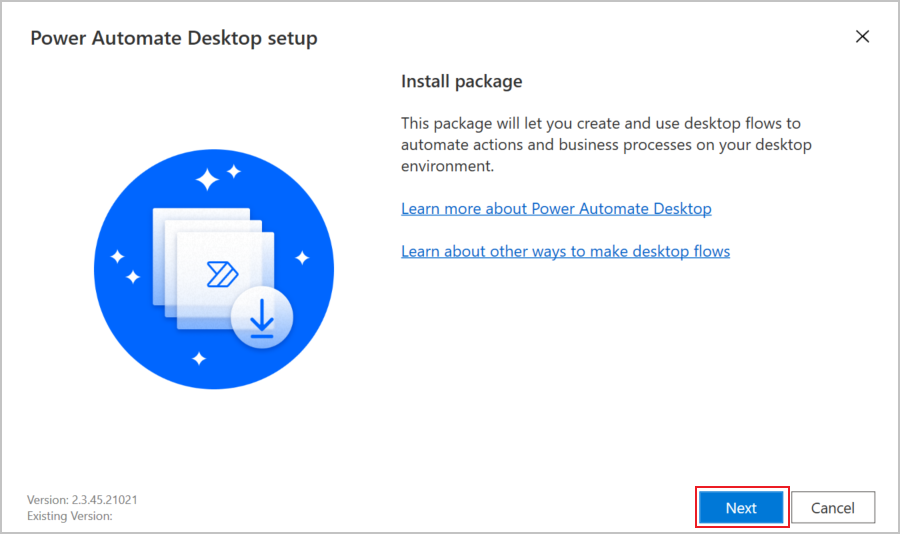 Power Automate Desktop setup
Install package
This package will let you create and use desktop flows to
automate actions and business processes on your desktop
environment.
Learn more about Power Automate Desktop
Learn about other ways to make desktop flows
Version: 2.3.45.21021
Existing Version:
Next
Cancel